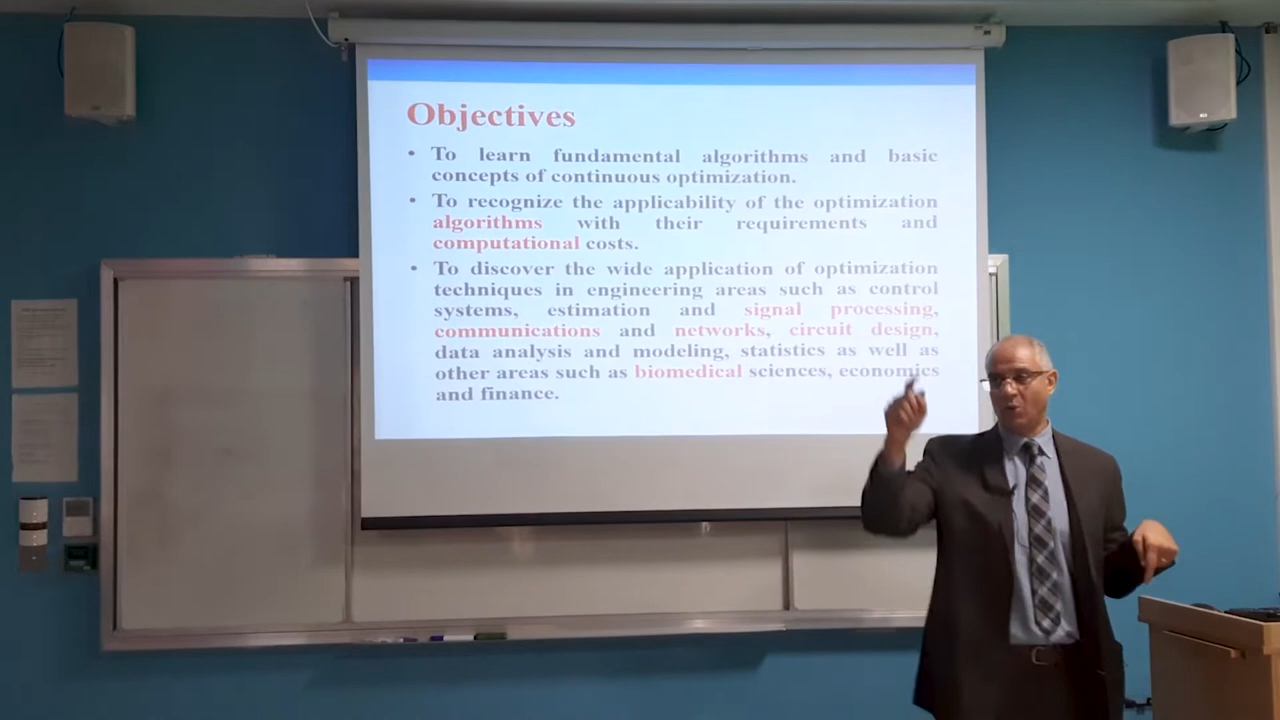 Objectives
• To learn fundamental algorithms and basic
concepts of continuous optimization.
• To recognize the applicability of the optimization
algorithms with their requirements and
computational costs.
• To discover the wide application of optimization
techniques in engineering areas such as control
systems, estimation and signal processing,
communications and networks, circuit design,
data analysis and modeling, statistics as well as
other areas such as biomedical sciences, economics
and finance.